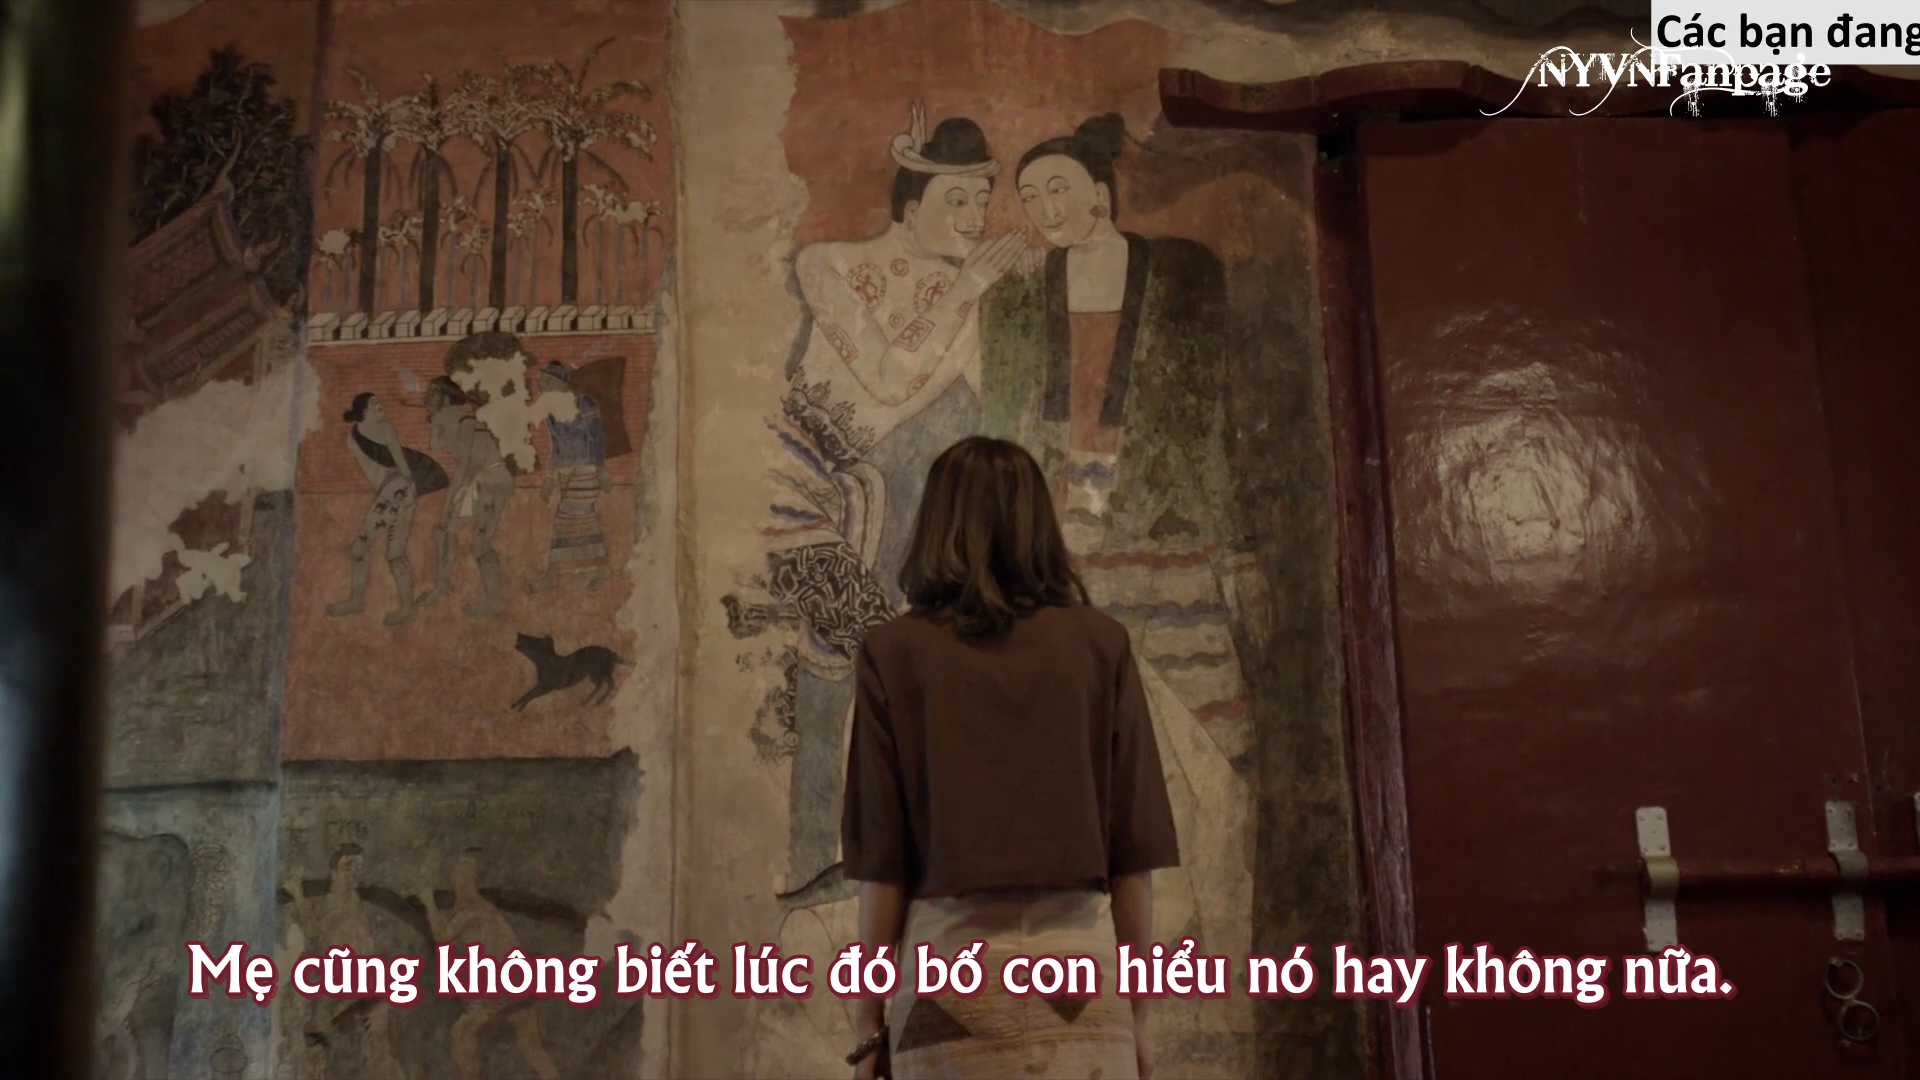 Các bạn đang
NYVNFanpage
Mẹ cũng không biết lúc đó bố con hiểu nó hay không nữa.